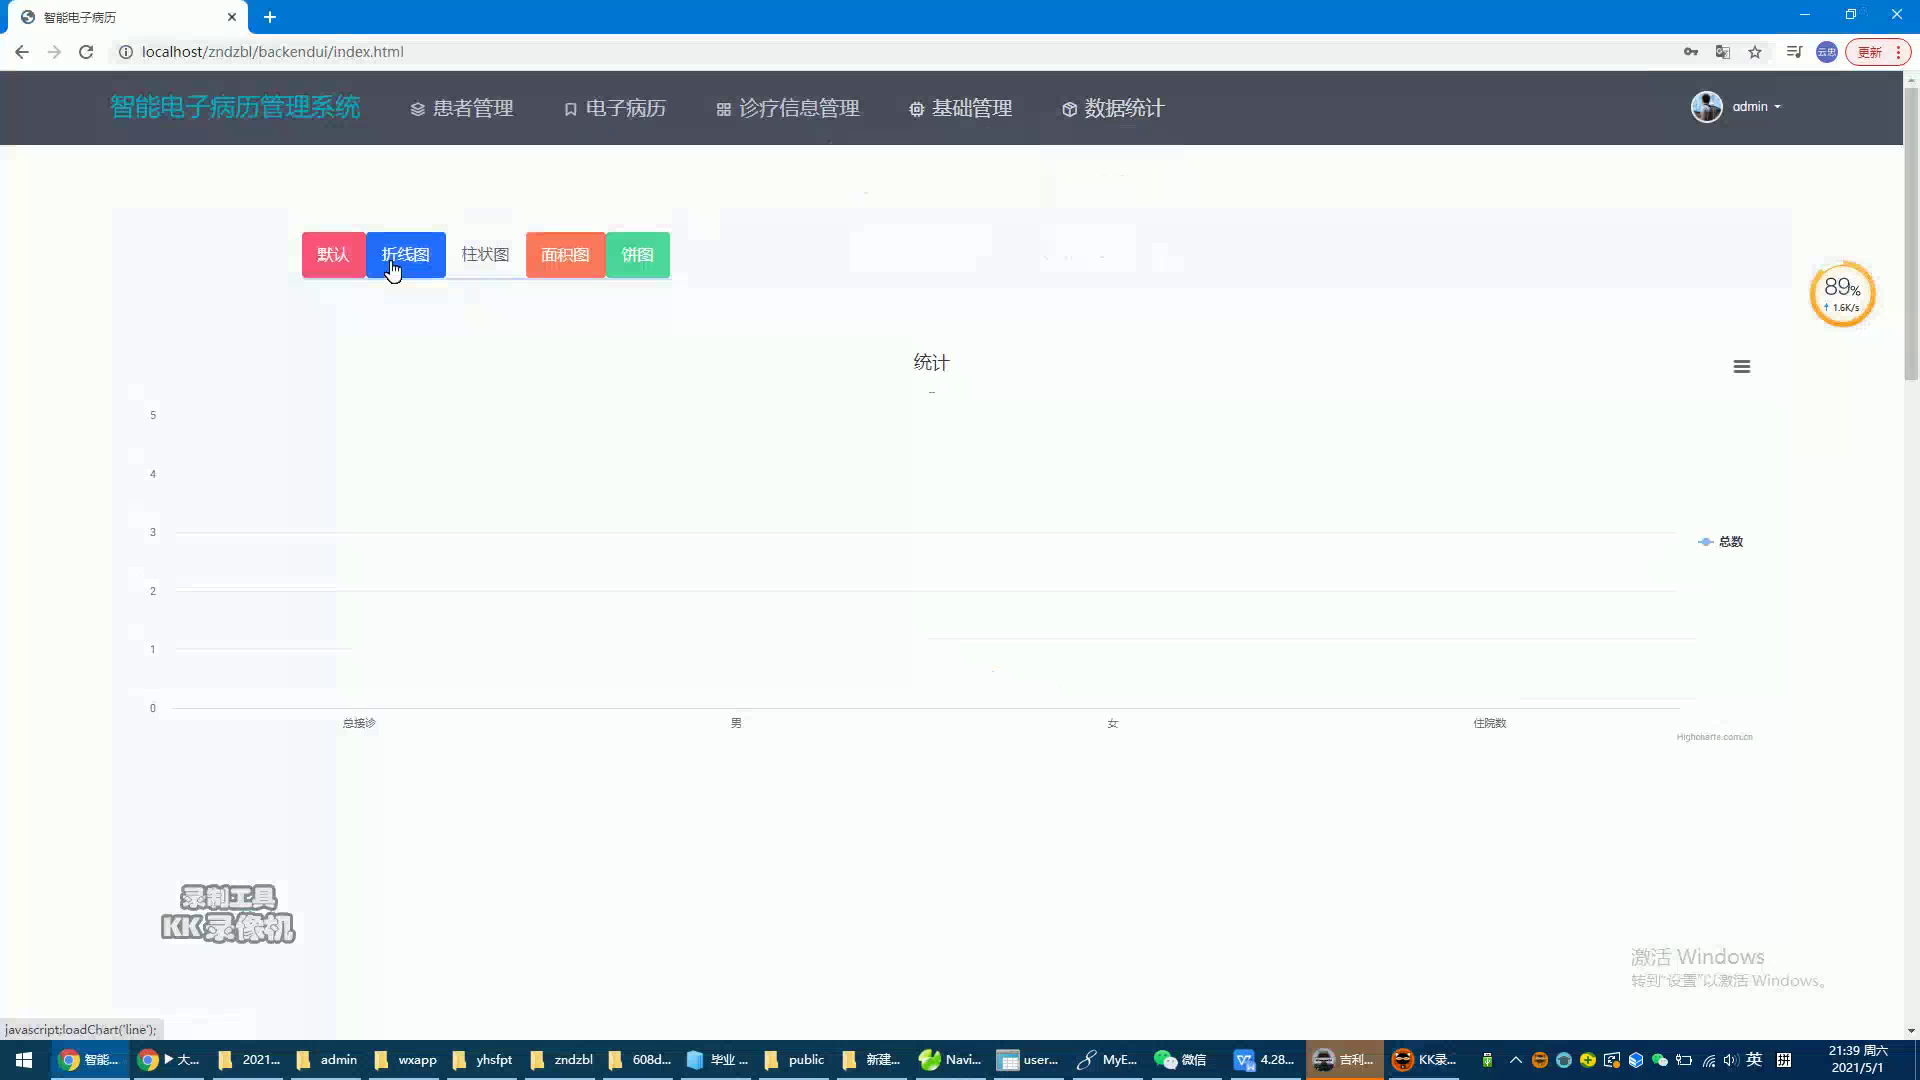 智能电子病历
localhost/zndzbl/backendui/index.html
云忠
更新
智能电子病历管理系统
患者管理
电子病历
诊疗信息管理
基础管理
数据统计
admin
默认
折线图
柱状图
面积图
饼图
89%
1.6K/s
统计
5
4
3
2
1
0
总数
总接诊
男
女
住院数
Highcharts.com.cn
录制工具
KK录像机
激活 Windows
转到"设置"以激活 Windows。
javascript:loadChart('line');
智能...
大...
2021...
admin
wxapp
yhsfpt
zndzbl
608d...
毕业 ...
public
新建...
Navi...
user...
MyE...
微信
4.28...
吉利...
KK录...
英
拼
21:39 周六
2021/5/1